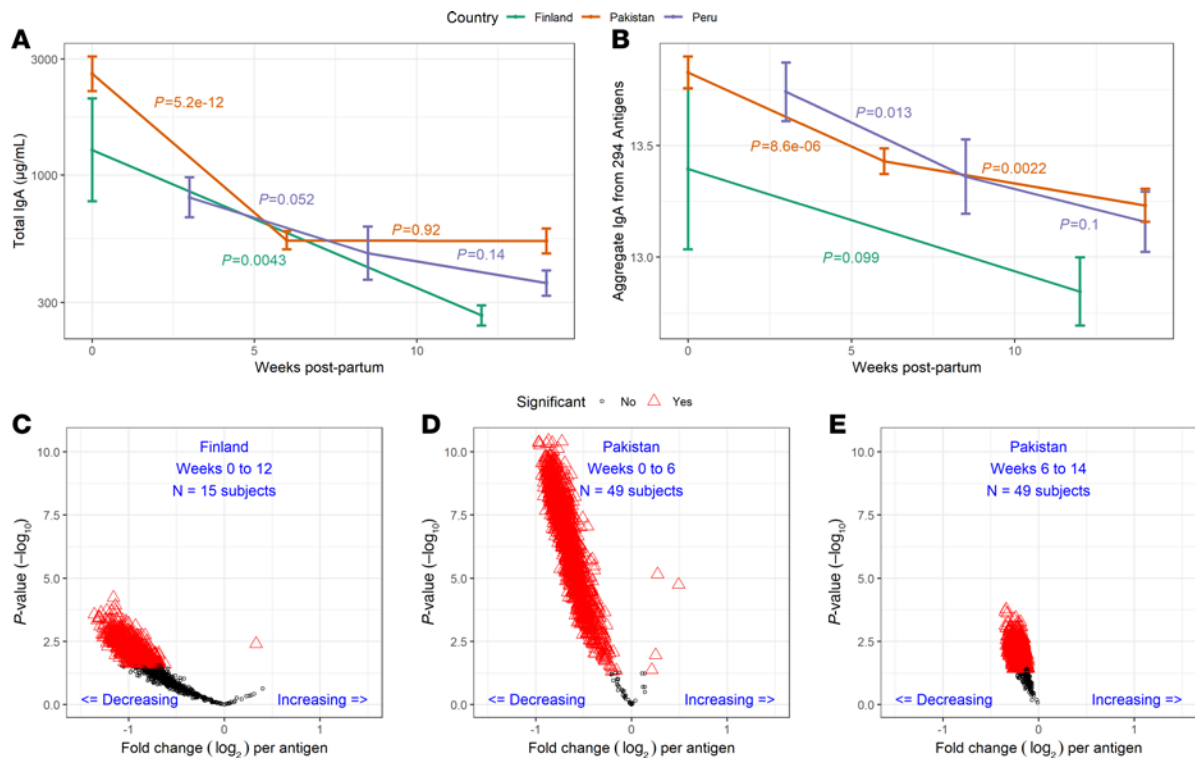 Country Finland Pakistan Peru
A
3000
1000
300
Total IgA (µg/mL)
P=5.2e-12
P=0.052
P=0.92
P=0.0043
P=0.14
0 5 10
Weeks post-partum
B
13.5
13.0
Aggregate IgA from 294 Antigens
P=0.013
P=8.6e-06
P=0.0022
P=0.1
P=0.099
0 5 10
Weeks post-partum
Significant No Yes
C
10.0
7.5
5.0
2.5
0.0
P-value (–log10)
Finland
Weeks 0 to 12
N = 15 subjects
<= Decreasing Increasing =>
-1 0 1
Fold change (log2) per antigen
D
10.0
7.5
5.0
2.5
0.0
P-value (–log10)
Pakistan
Weeks 0 to 6
N = 49 subjects
<= Decreasing Increasing =>
-1 0 1
Fold change (log2) per antigen
E
10.0
7.5
5.0
2.5
0.0
P-value (–log10)
Pakistan
Weeks 6 to 14
N = 49 subjects
<= Decreasing Increasing =>
-1 0 1
Fold change (log2) per antigen